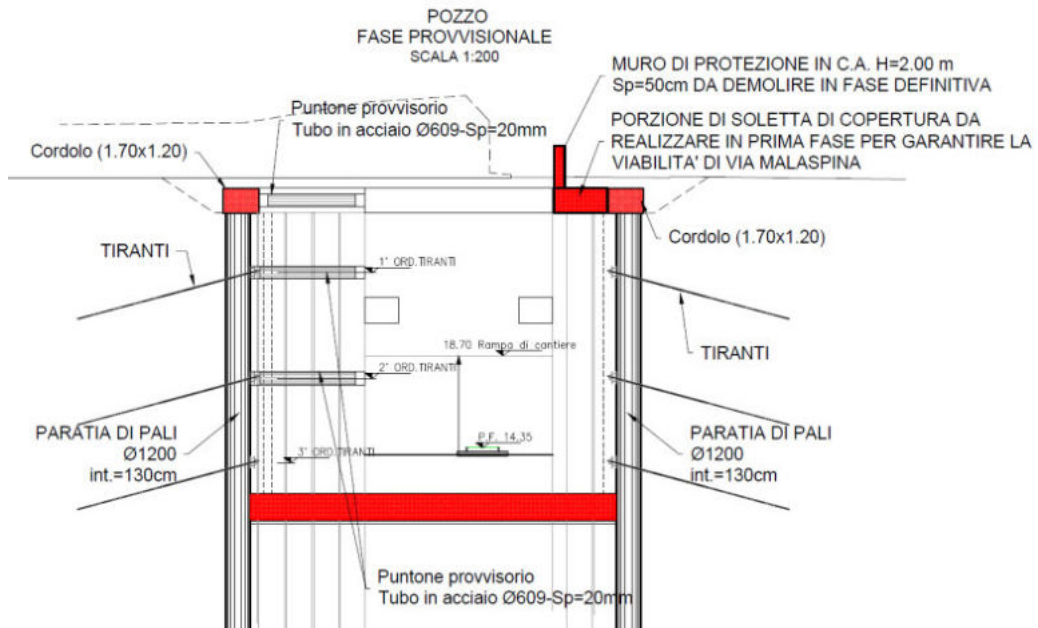 POZZO
FASE PROVVISIONALE
SCALA 1:200
MURO DI PROTEZIONE IN C.A. H=2.00 m
Sp=50cm DA DEMOLIRE IN FASE DEFINITIVA
Puntone provvisorio
Tubo in acciaio Ø609-Sp=20mm
PORZIONE DI SOLETTA DI COPERTURA DA
REALIZZARE IN PRIMA FASE PER GARANTIRE LA
VIABILITA' DI VIA MALASPINA
Cordolo (1.70x1.20)
Cordolo (1.70x1.20)
TIRANTI
1° ORD.TIRANTI
18.70 Rampa di cantiere
TIRANTI
2° ORD.TIRANTI
PARATIA DI PALI
Ø1200
int.=130cm
P.F. 14,35
3° ORD.TIRANTI
PARATIA DI PALI
Ø1200
int.=130cm
Puntone provvisorio
Tubo in acciaio Ø609-Sp=20mm